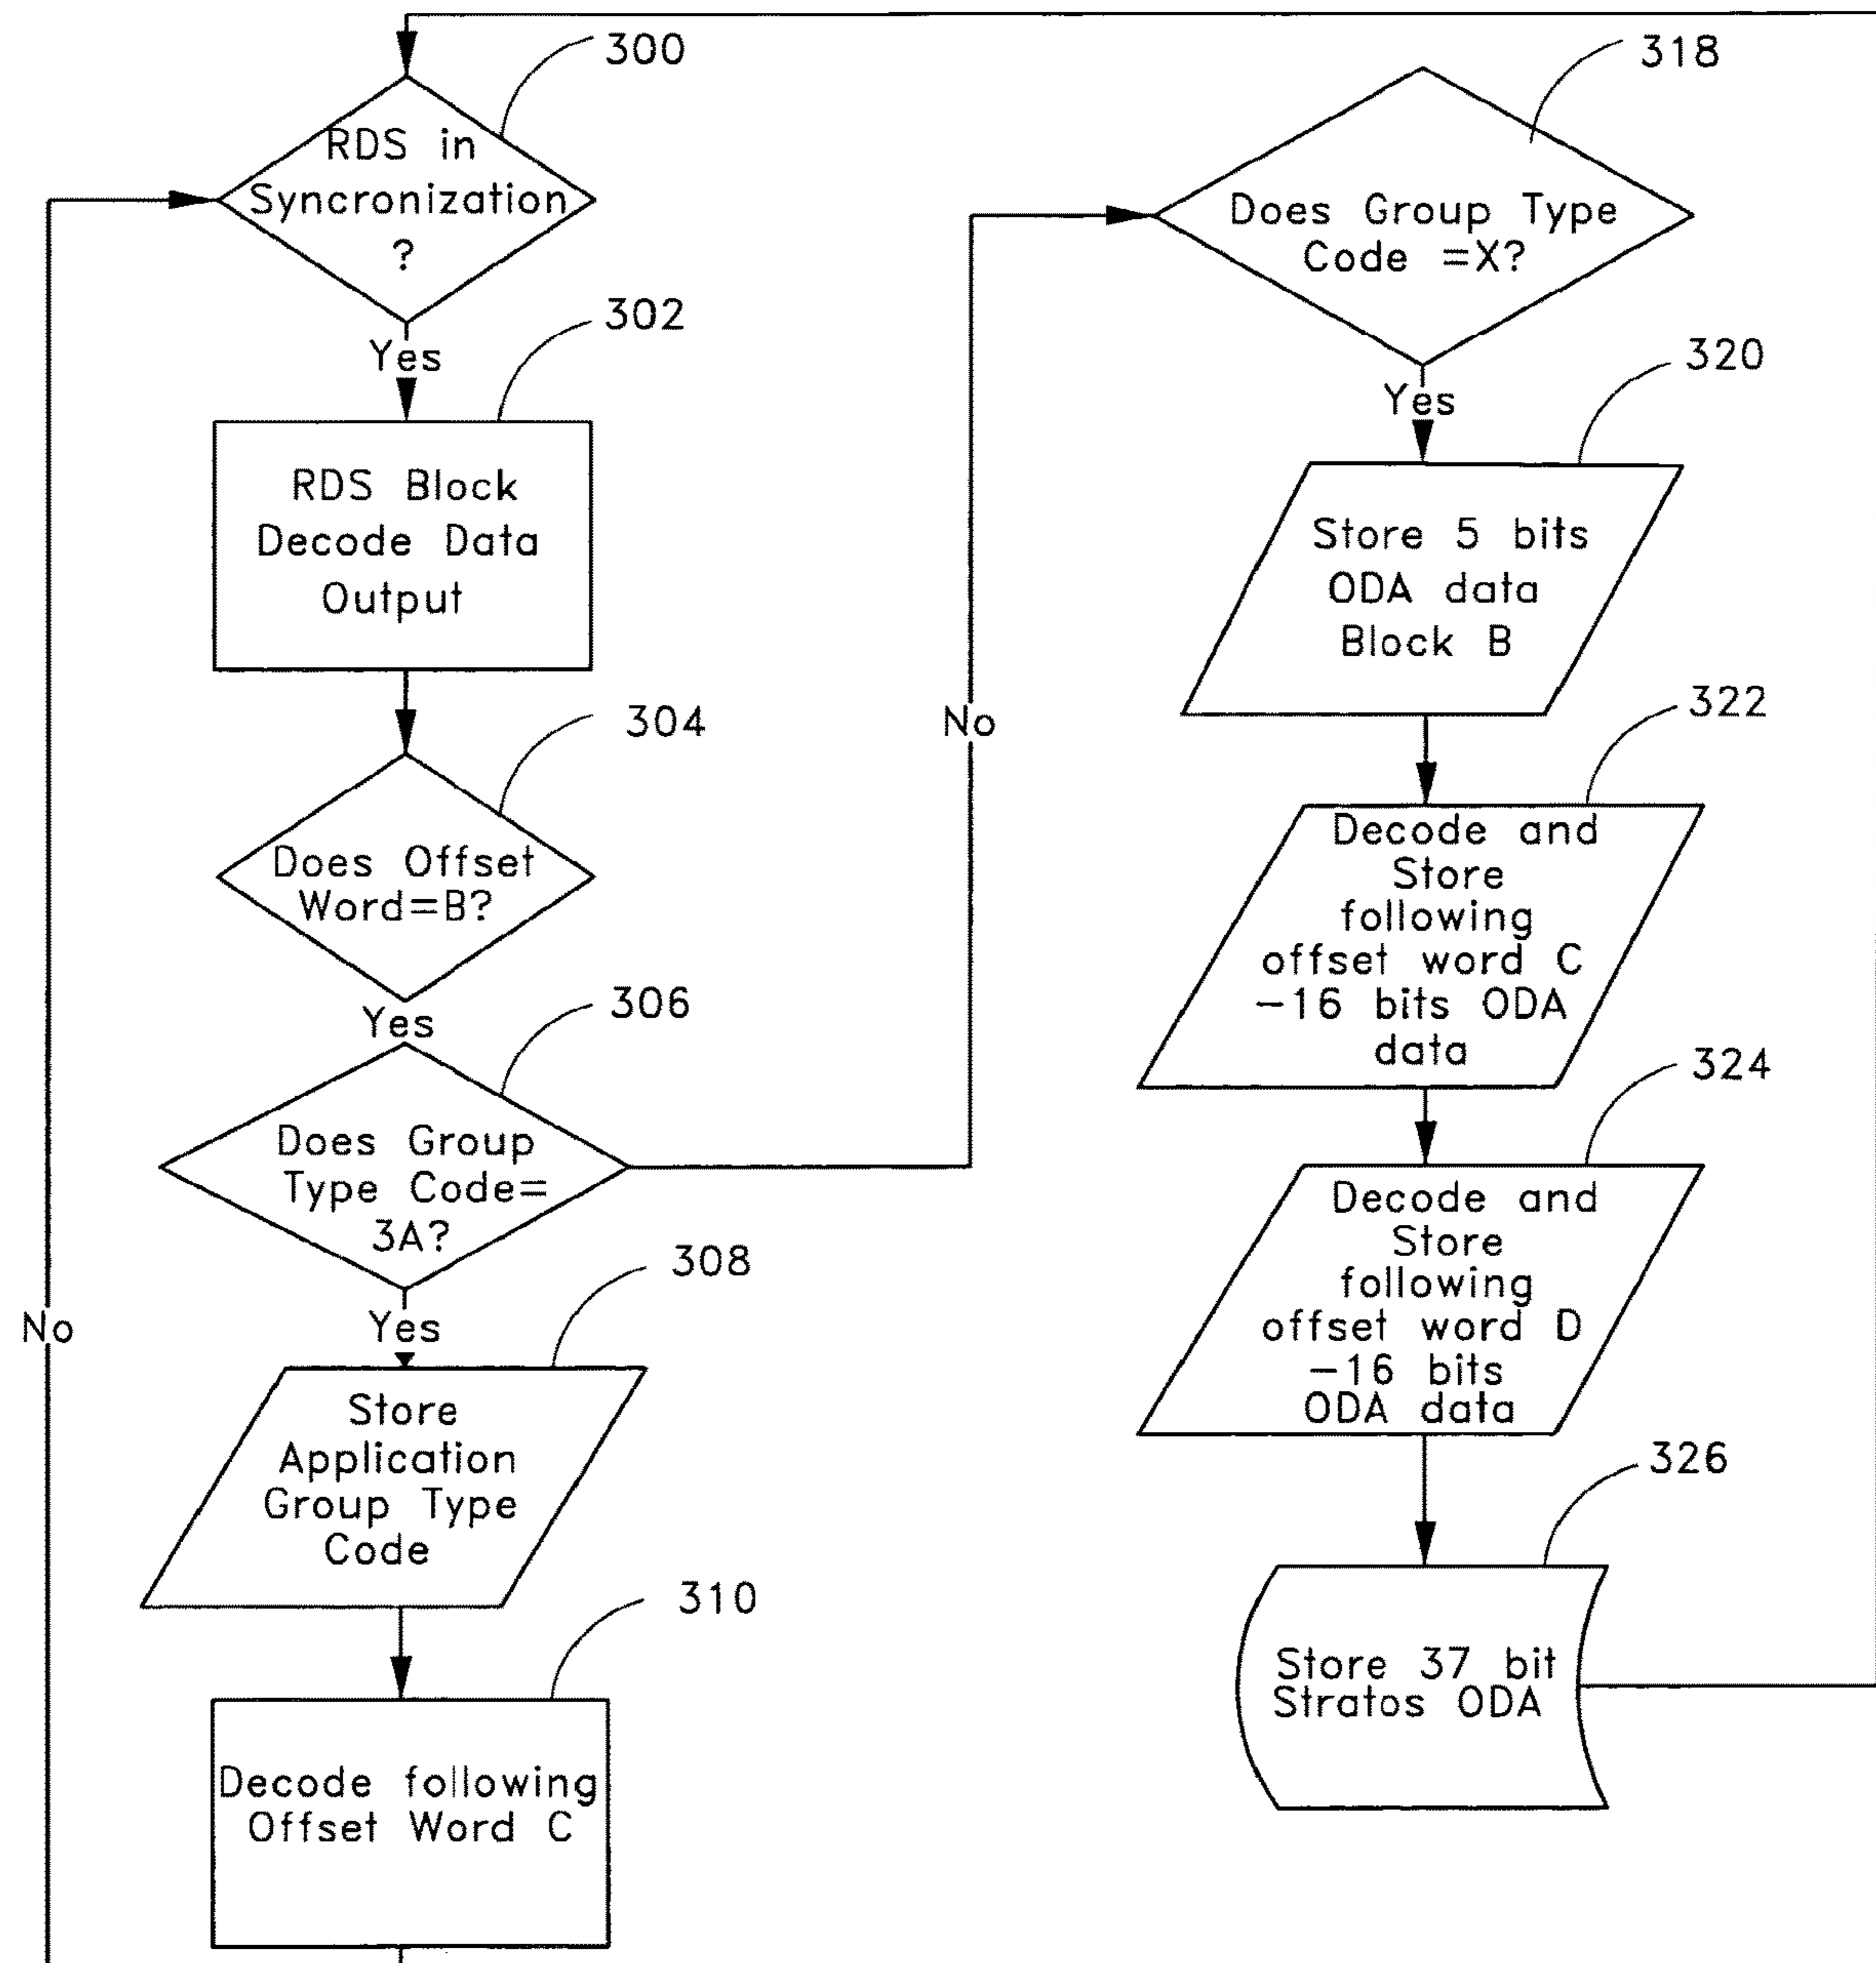 300
RDS in
Syncronization
?
Yes
302
RDS Block
Decode Data
Output
304
Does Offset
Word=B?
Yes
306
Does Group
Type Code=
3A?
No
Yes
308
Store
Application
Group Type
Code
310
Decode following
Offset Word C
No
318
Does Group Type
Code =X?
Yes
320
Store 5 bits
ODA data
Block B
322
Decode and
Store
following
offset word C
-16 bits ODA
data
324
Decode and
Store
following
offset word D
-16 bits
ODA data
326
Store 37 bit
Stratos ODA